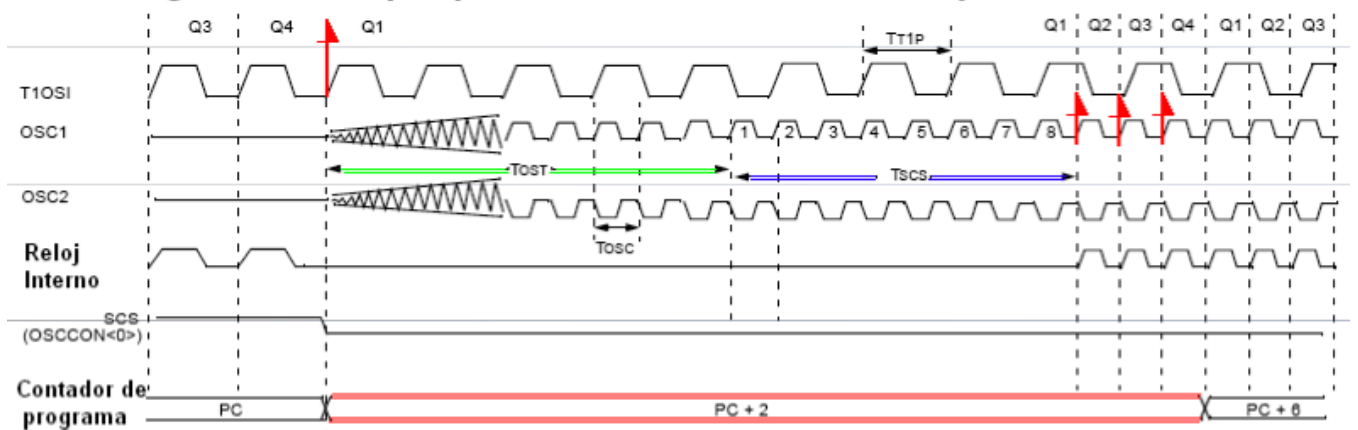 Q3 Q4 Q1 Q1 Q2 Q3 Q4 Q1 Q2 Q3
TT1P
T1OSI
OSC1
1 2 3 4 5 6 7 8
TOST
TSCS
OSC2
TOSC
Reloj
Interno
SCS
(OSCCON<0>)
Contador de
programa
PC PC + 2 PC + 6